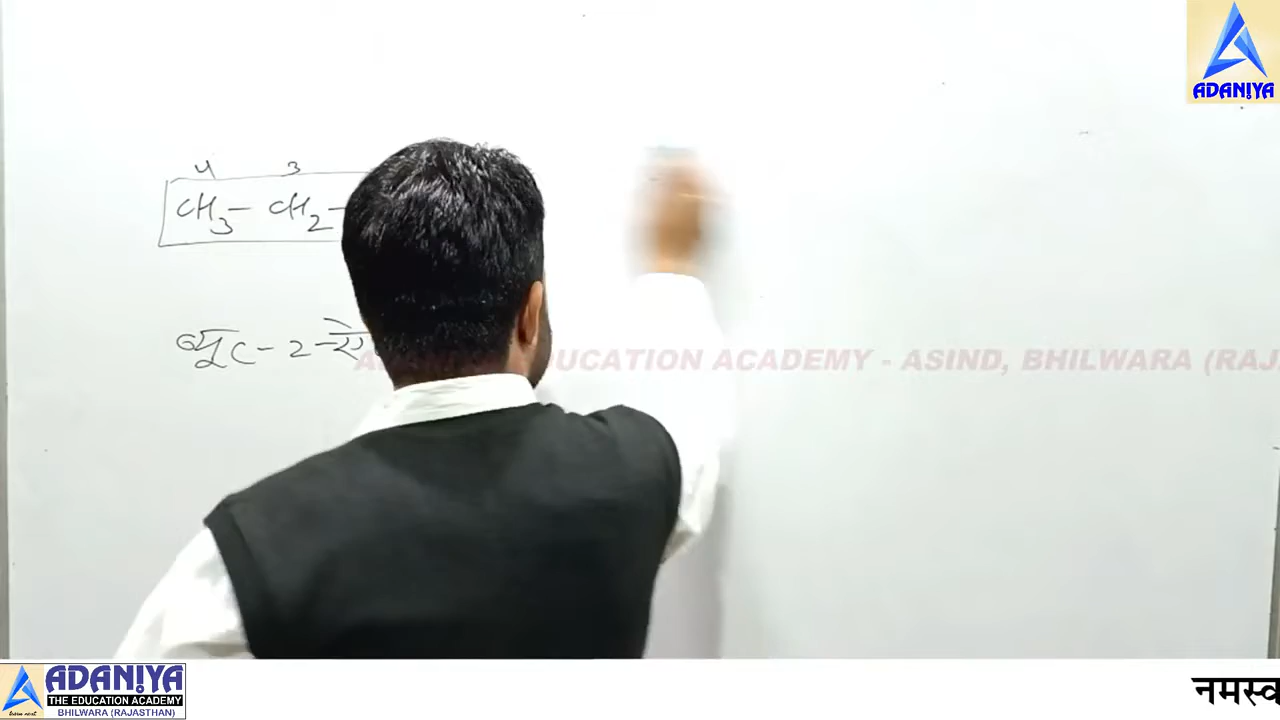 ADANIYA
4 3
CH3 - CH2 -
ब्यूट - 2 -
EDUCATION ACADEMY - ASIND, BHILWARA (RAJ
ADANIYA
THE EDUCATION ACADEMY
BHILWARA (RAJASTHAN)
नमस्क